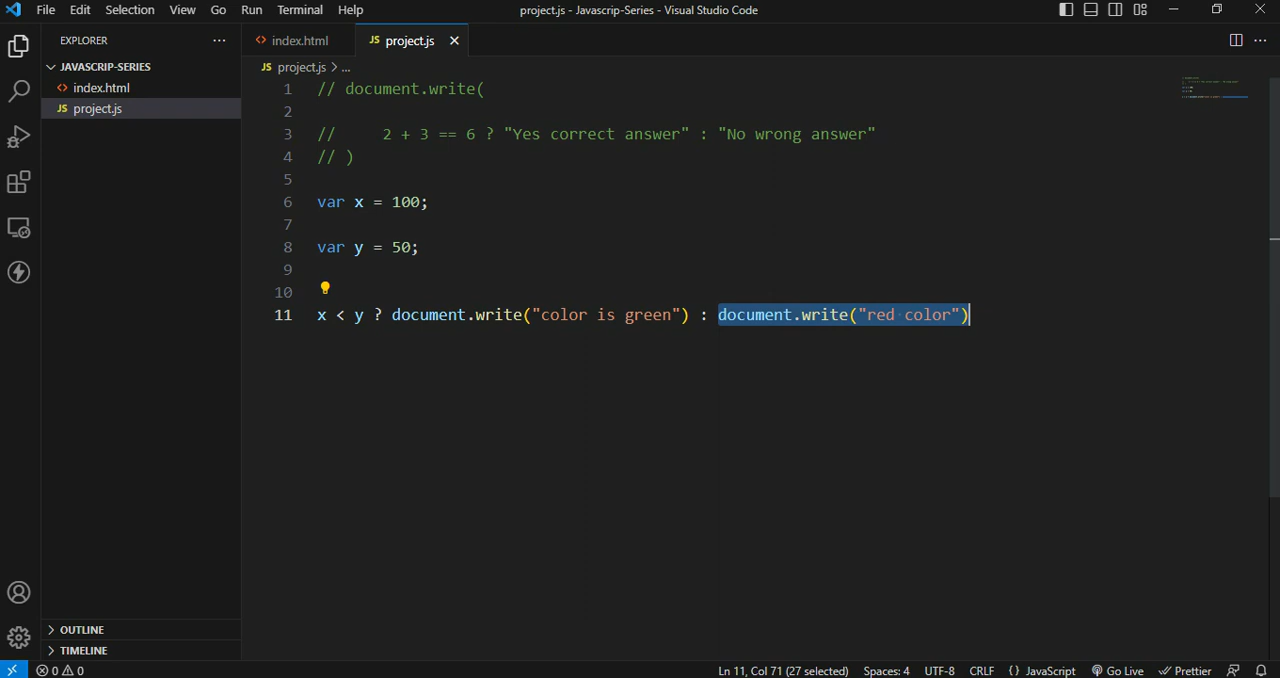 File Edit Selection View Go Run Terminal Help project.js - Javascrip-Series - Visual Studio Code
EXPLORER ...
index.html
JS project.js
JAVASCRIP-SERIES
index.html
JS project.js
JS project.js > ...
1 // document.write(
2
3 // 2 + 3 == 6 ? "Yes correct answer" : "No wrong answer"
4 // )
5
6 var x = 100;
7
8 var y = 50;
9
10
11 x < y ? document.write("color is green") : document.write("red color")
OUTLINE
TIMELINE
0 0 Ln 11, Col 71 (27 selected) Spaces: 4 UTF-8 CRLF {} JavaScript Go Live Prettier